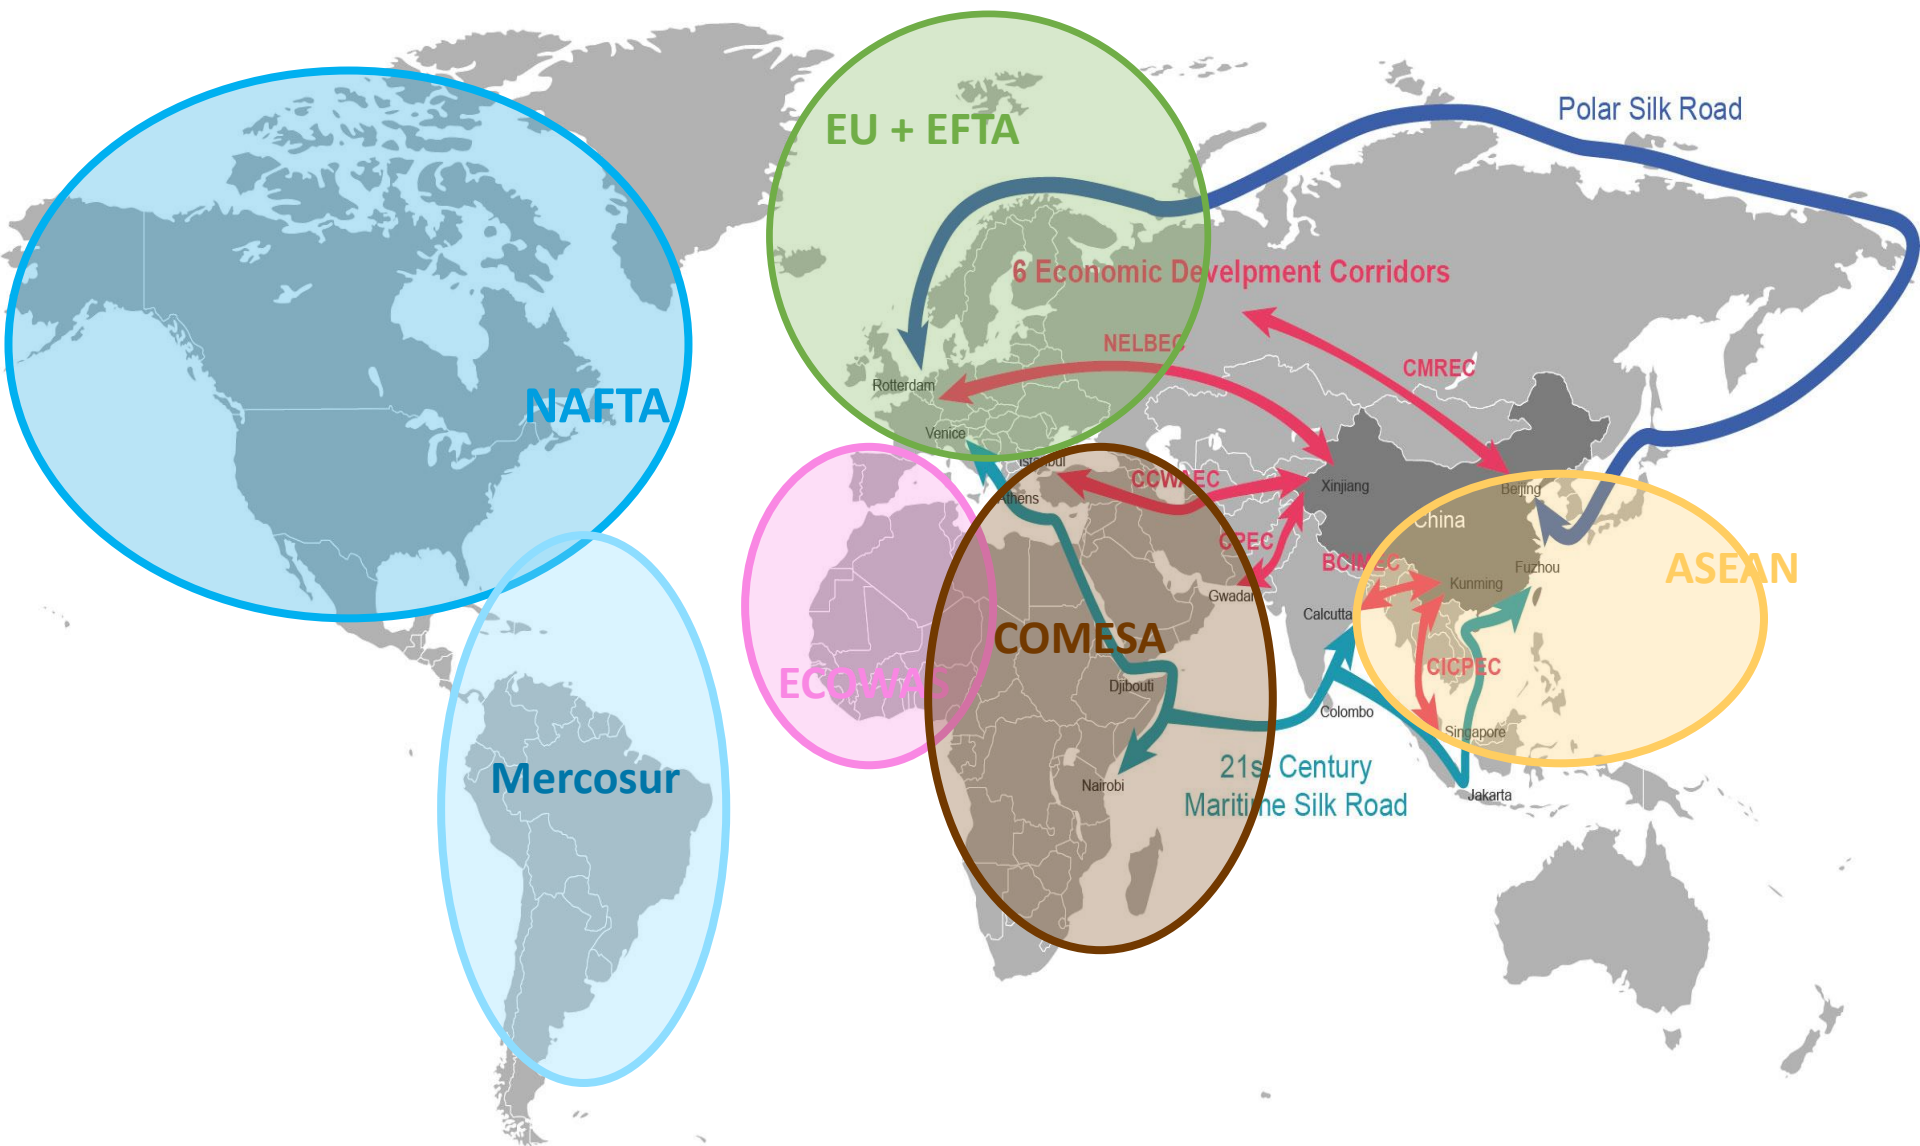 Polar Silk Road
EU + EFTA
6 Economic Develpment Corridors
NELBEC
CMREC
Rotterdam
NAFTA
Venice
Istanbul
CCWAEC
Xinjiang
Beijing
Athens
China
CPEC
BCIMEC
ASEAN
Fuzhou
Kunming
Gwadar
Calcutta
COMESA
CICPEC
ECOWAS
Djibouti
Colombo
Singapore
Mercosur
21st Century
Maritime Silk Road
Nairobi
Jakarta